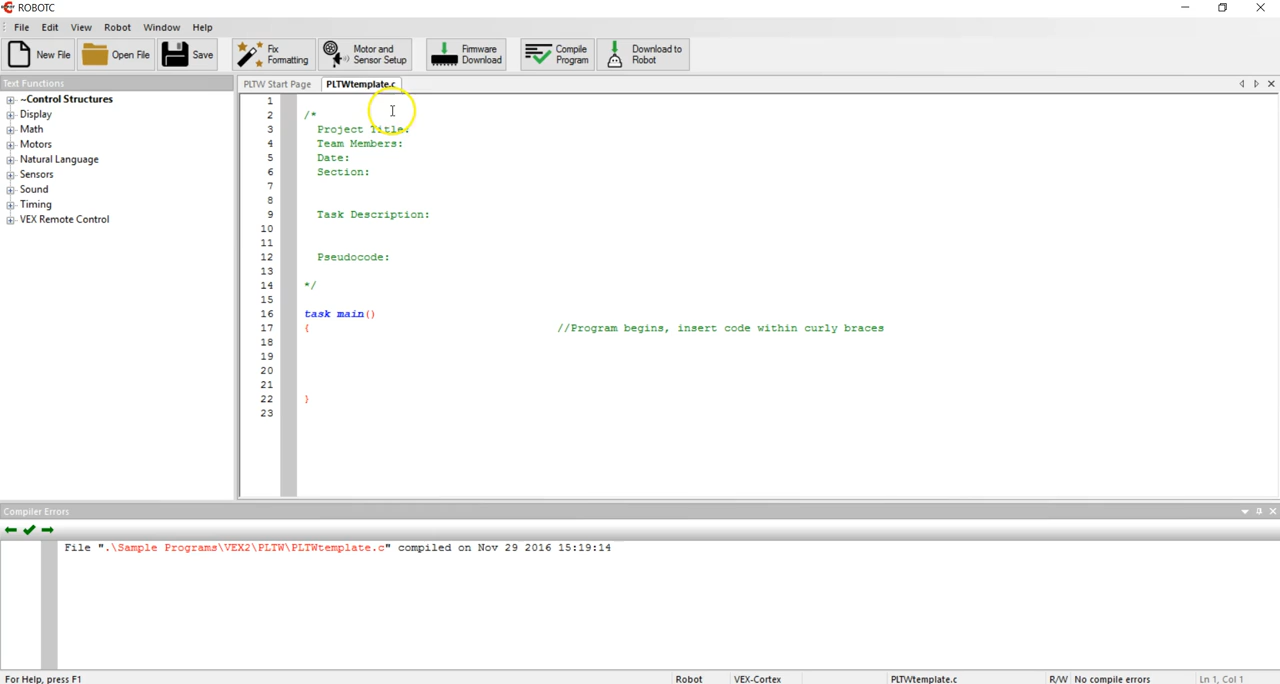 ROBOTC
File Edit View Robot Window Help
New File Open File Save Fix Formatting Motor and Sensor Setup Firmware Download Compile Program Download to Robot
Text Functions
PLTW Start Page PLTWtemplate.c
~Control Structures
Display
Math
Motors
Natural Language
Sensors
Sound
Timing
VEX Remote Control
1
2 /*
3 Project Title:
4 Team Members:
5 Date:
6 Section:
7
8
9 Task Description:
10
11
12 Pseudocode:
13
14 */
15
16 task main()
17 { //Program begins, insert code within curly braces
18
19
20
21
22 }
23
Compiler Errors
File ".\Sample Programs\VEX2\PLTW\PLTWtemplate.c" compiled on Nov 29 2016 15:19:14
For Help, press F1 Robot VEX-Cortex PLTWtemplate.c R/W No compile errors Ln 1, Col 1